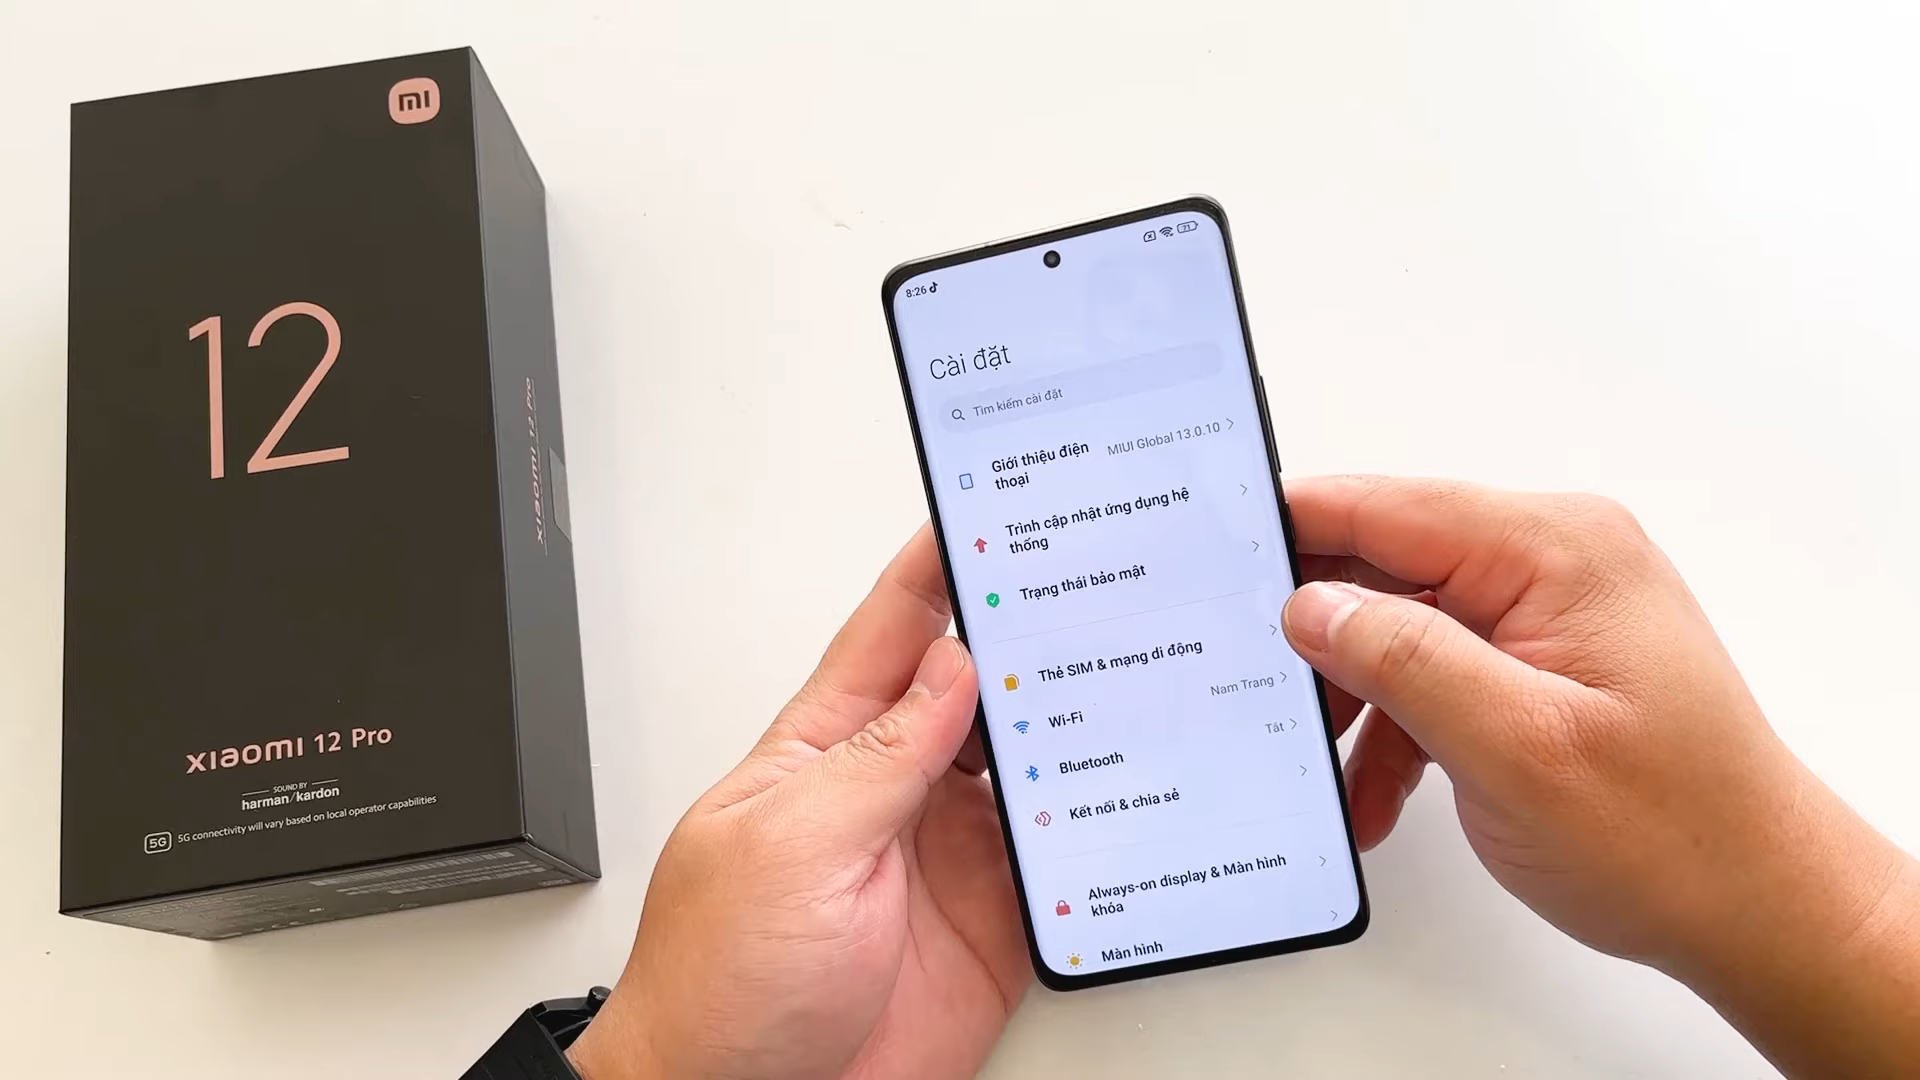 mi
12
xiaomi 12 Pro
SOUND BY
harman/kardon
5G 5G connectivity will vary based on local operator capabilities
xiaomi 12 Pro
8:26
71
Cài đặt
Tìm kiếm cài đặt
Giới thiệu điện
thoại
MIUI Global 13.0.10
Trình cập nhật ứng dụng hệ
thống
Trạng thái bảo mật
Thẻ SIM & mạng di động
Wi-Fi
Nam Trang
Bluetooth
Tắt
Kết nối & chia sẻ
Always-on display & Màn hình
khóa
Màn hình